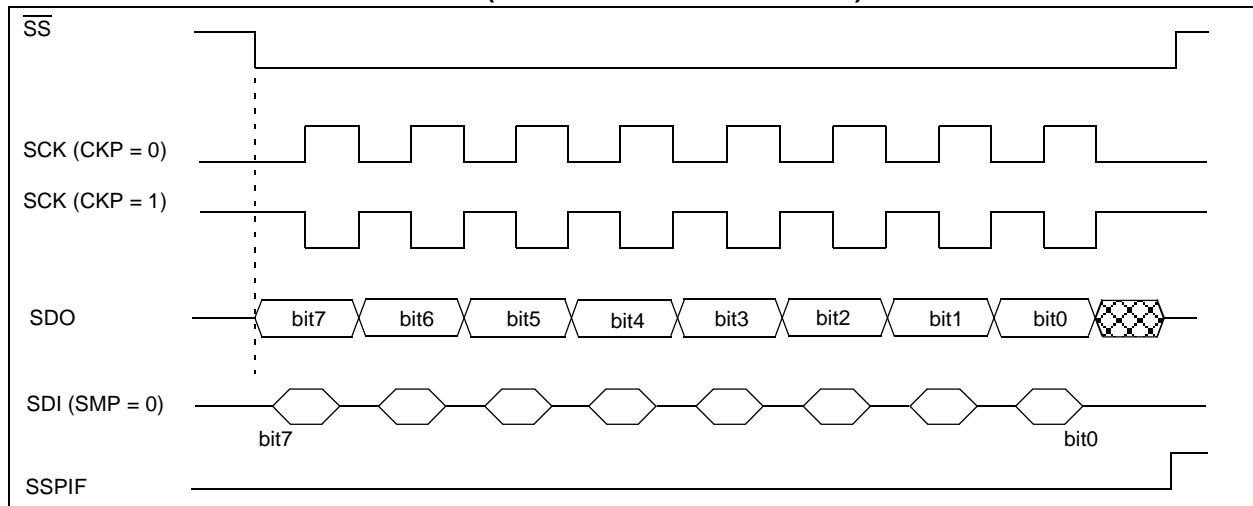 SS
SCK (CKP = 0)
SCK (CKP = 1)
SDO
bit7 bit6 bit5 bit4 bit3 bit2 bit1 bit0
SDI (SMP = 0)
bit7 bit0
SSPIF